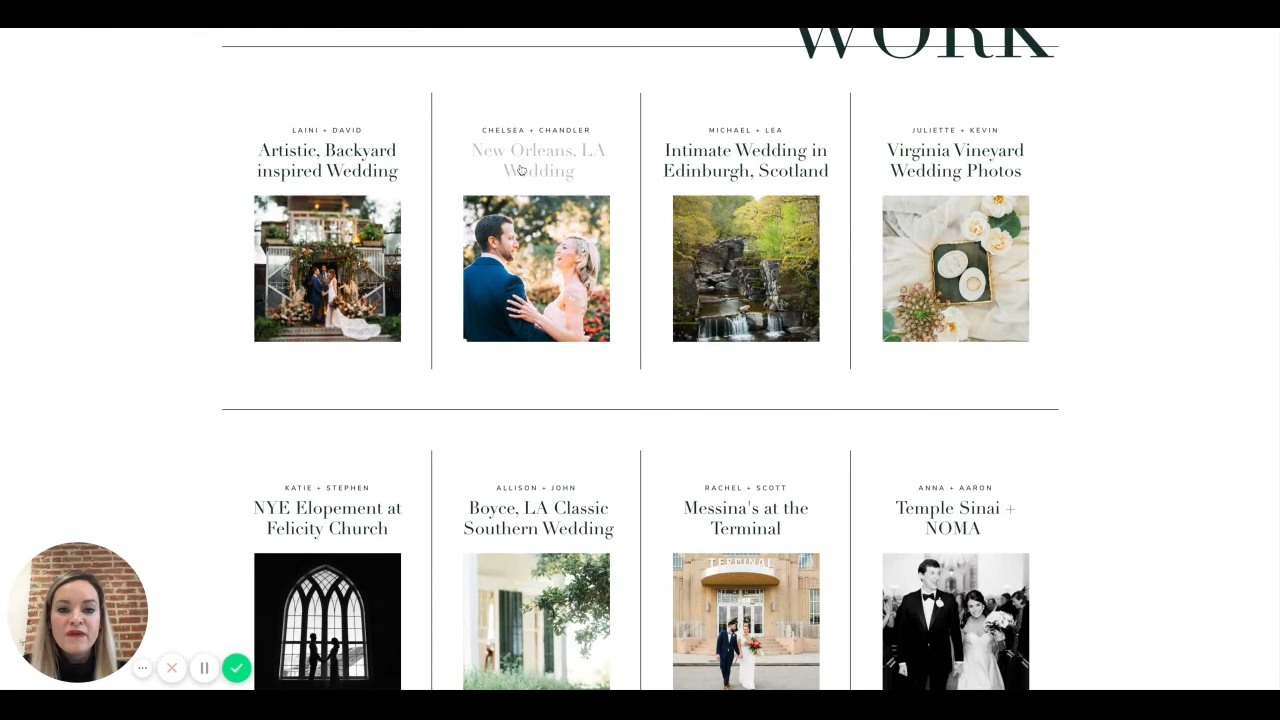 WORK
LAINI + DAVID
Artistic, Backyard
inspired Wedding
CHELSEA + CHANDLER
New Orleans, LA
Wedding
MICHAEL + LEA
Intimate Wedding in
Edinburgh, Scotland
JULIETTE + KEVIN
Virginia Vineyard
Wedding Photos
KATIE + STEPHEN
NYE Elopement at
Felicity Church
ALLISON + JOHN
Boyce, LA Classic
Southern Wedding
RACHEL + SCOTT
Messina's at the
Terminal
TERMINAL
ANNA + AARON
Temple Sinai +
NOMA